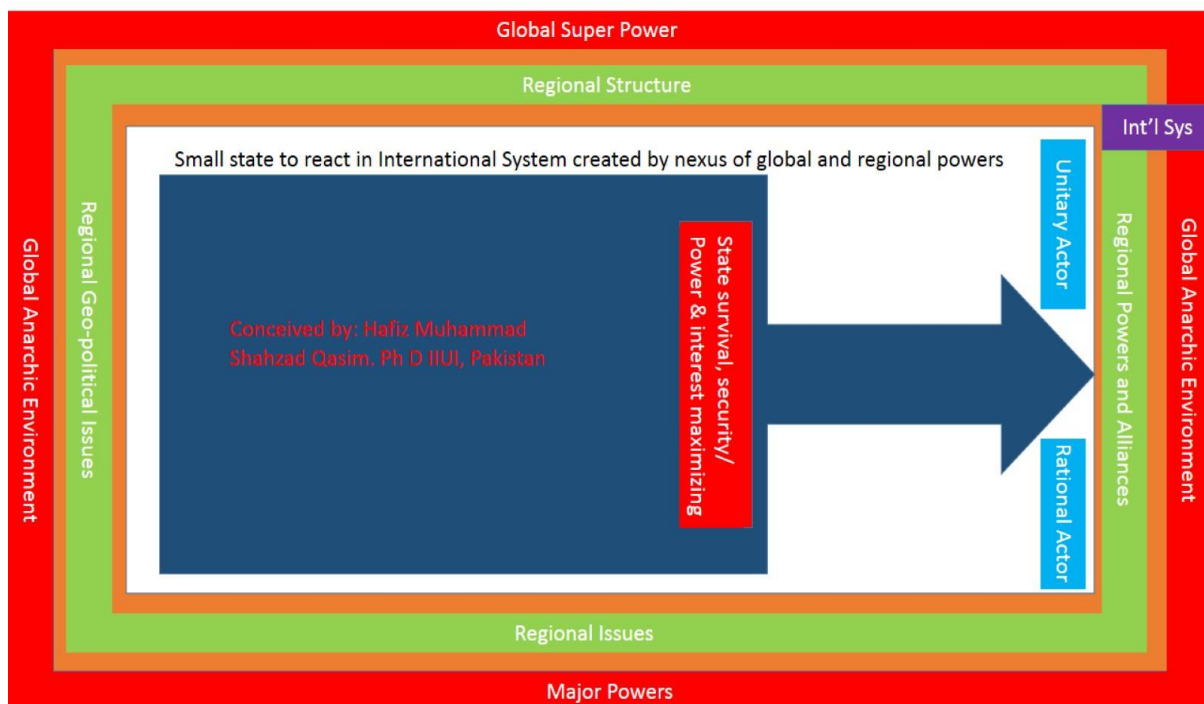 Global Super Power
Regional Structure
Int'l Sys
Small state to react in International System created by nexus of global and regional powers
Global Anarchic Environment
Regional Geo-political Issues
Conceived by: Hafiz Muhammad
Shahzad Qasim. Ph D IIUI, Pakistan
State survival, security/
Power & interest maximizing
Unitary Actor
Rational Actor
Regional Powers and Alliances
Global Anarchic Environment
Regional Issues
Major Powers